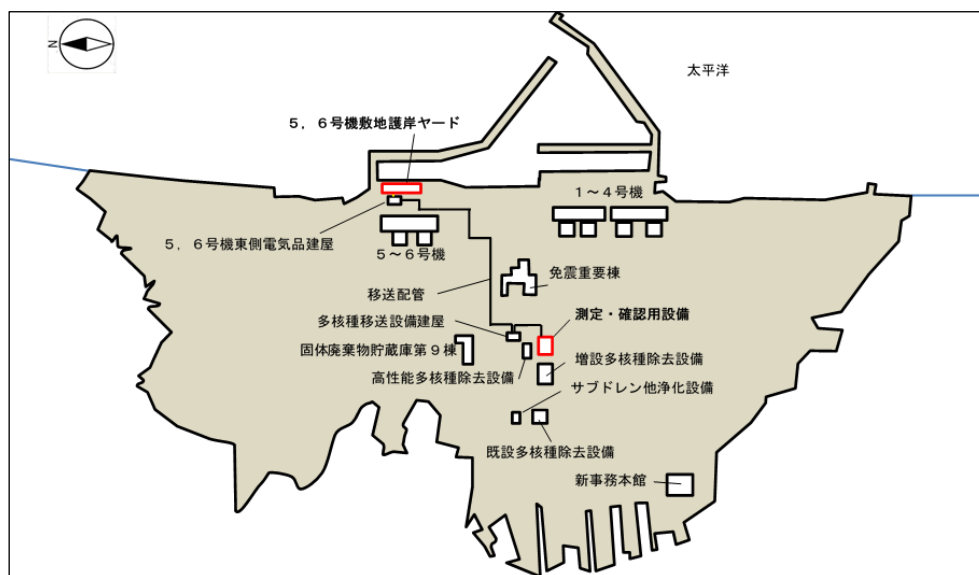 N
太平洋
５，６号機敷地護岸ヤード
１～４号機
５，６号機東側電気品建屋
５～６号機
免震重要棟
移送配管
測定・確認用設備
多核種移送設備建屋
固体廃棄物貯蔵庫第９棟
増設多核種除去設備
高性能多核種除去設備
サブドレン他浄化設備
既設多核種除去設備
新事務本館